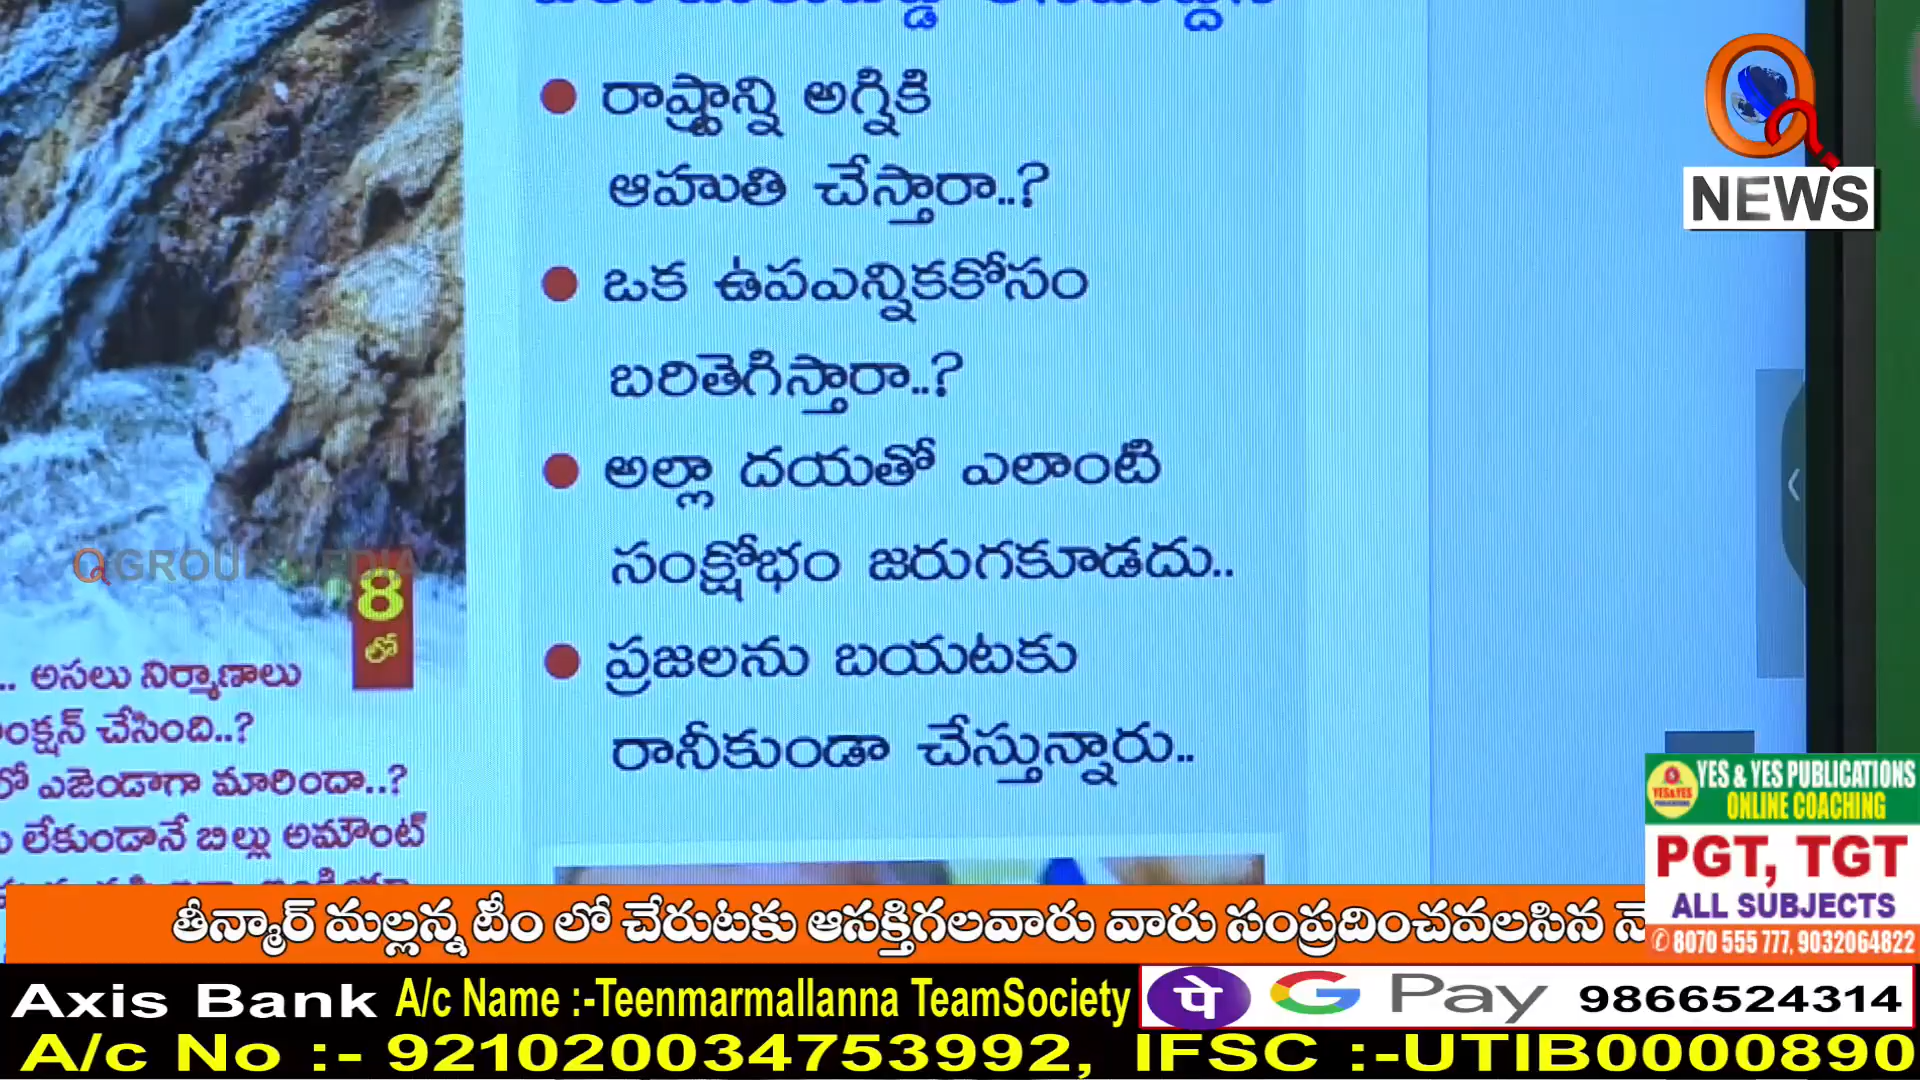 రాష్ట్రాన్ని అగ్నికి
ఆహుతి చేస్తారా..?
ఒక ఉపఎన్నికకోసం
బరితెగిస్తారా..?
అల్లా దయతో ఎలాంటి
సంక్షోభం జరుగకూడదు..
ప్రజలను బయటకు
రానీకుండా చేస్తున్నారు..
NEWS
QGROUP MEDIA
8
లో
.. అసలు నిర్మాణాలు
చేసింది..?
ఎజెండాగా మారిందా..?
లేకుండానే బిల్లు అమౌంట్
YES & YES PUBLICATIONS
ONLINE COACHING
PGT, TGT
ALL SUBJECTS
8070 555 777, 9032064822
తీన్మార్ మల్లన్న టీం లో చేరుటకు ఆసక్తిగలవారు వారు సంప్రదించవలసిన
Axis Bank A/c Name :-Teenmarmallanna TeamSociety
पे G Pay 9866524314
A/c No :- 921020034753992, IFSC :-UTIB0000890